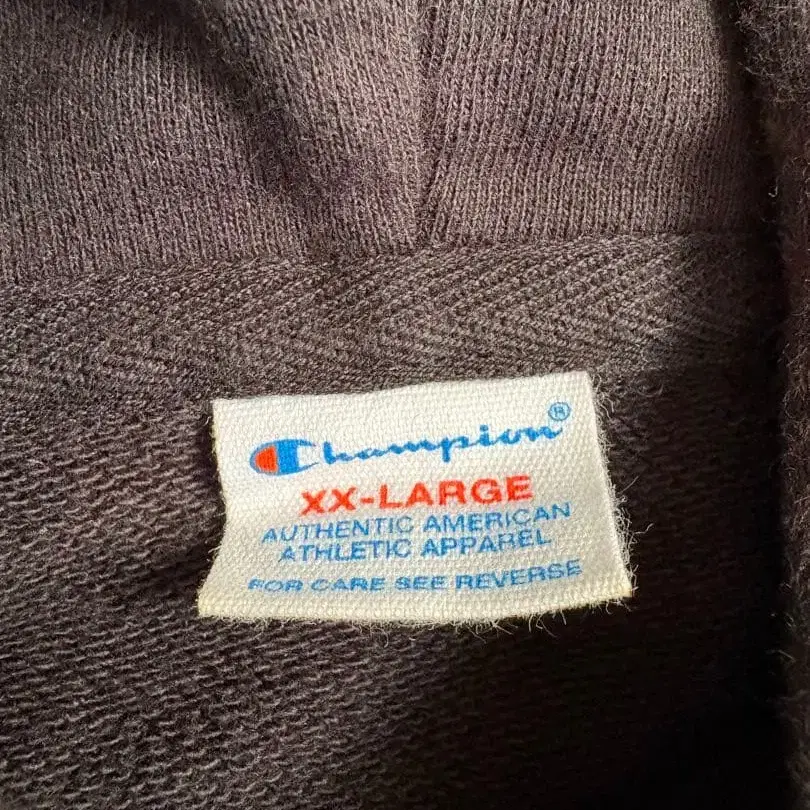 Champion®
XX-LARGE
AUTHENTIC AMERICAN
ATHLETIC APPAREL
FOR CARE SEE REVERSE